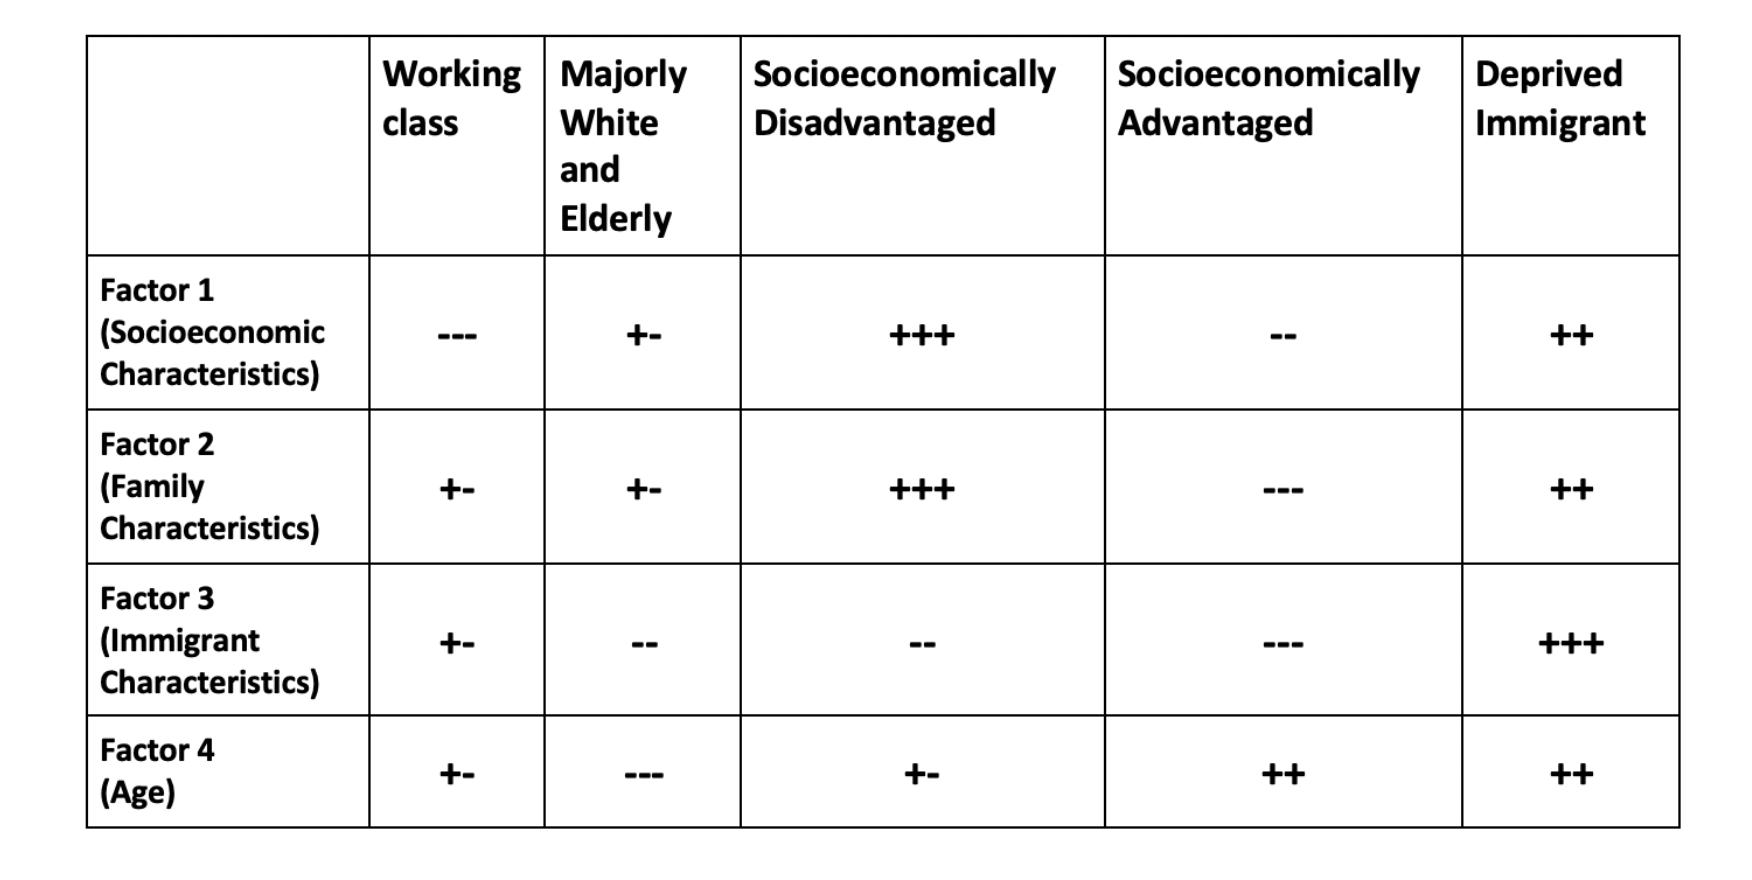 Working class
Majorly White and Elderly
Socioeconomically Disadvantaged
Socioeconomically Advantaged
Deprived Immigrant
Factor 1
(Socioeconomic
Characteristics)
---
+-
+++
--
++
Factor 2
(Family
Characteristics)
+-
+-
+++
---
++
Factor 3
(Immigrant
Characteristics)
+-
--
--
---
+++
Factor 4
(Age)
+-
---
+-
++
++